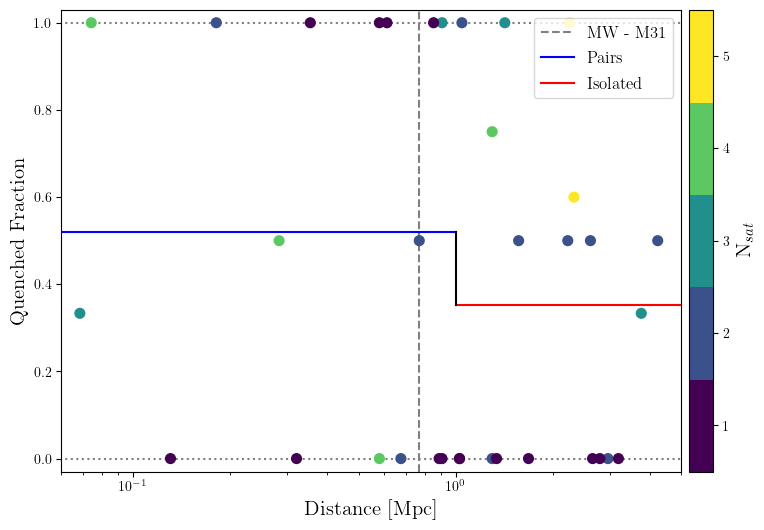 1.0
0.8
0.6
0.4
0.2
0.0
Quenched Fraction
10⁻¹
10⁰
Distance [Mpc]
MW - M31
Pairs
Isolated
5
4
3
2
1
N_sat